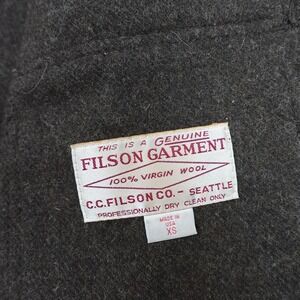 THIS IS A GENUINE
FILSON GARMENT
100% VIRGIN WOOL
C.C. FILSON CO. – SEATTLE
PROFESSIONALLY DRY CLEAN ONLY
MADE IN
USA
XS